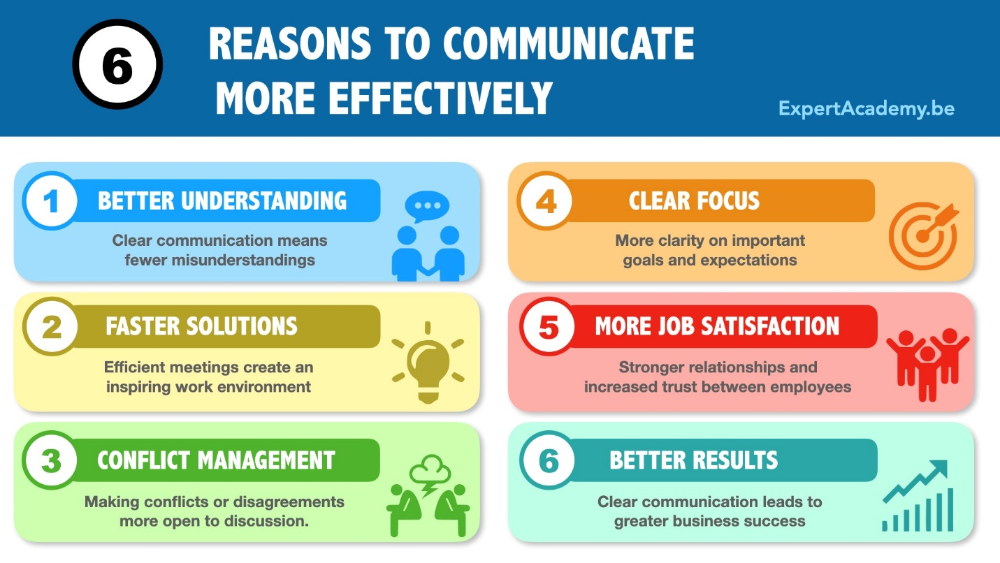 6
REASONS TO COMMUNICATE
MORE EFFECTIVELY
ExpertAcademy.be
1
BETTER UNDERSTANDING
Clear communication means
fewer misunderstandings
2
FASTER SOLUTIONS
Efficient meetings create an
inspiring work environment
3
CONFLICT MANAGEMENT
Making conflicts or disagreements
more open to discussion.
4
CLEAR FOCUS
More clarity on important
goals and expectations
5
MORE JOB SATISFACTION
Stronger relationships and
increased trust between employees
6
BETTER RESULTS
Clear communication leads to
greater business success